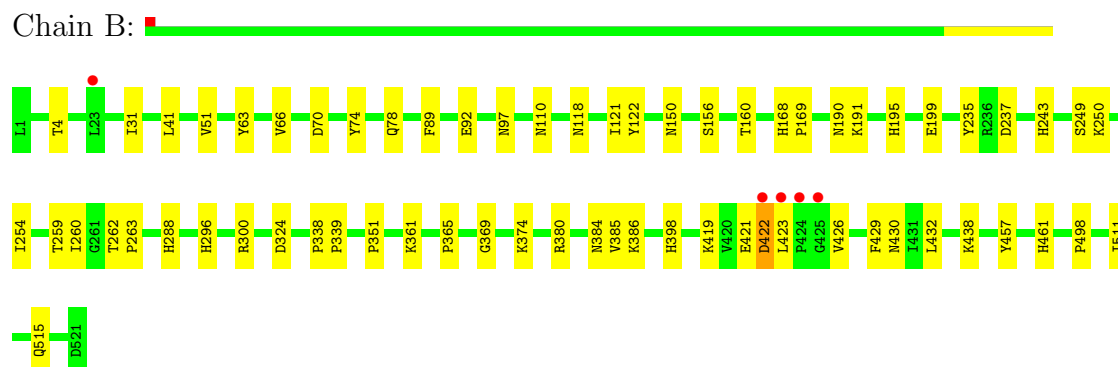 Chain B:
L1 T4 L23 I31 L41 V51 Y63 V66 D70 Y74 Q78 F89 E92 N97 N110 N118 I121 Y122 N150 S156 T160 H168 P169 N190 K191 H195 E199 Y235 R236 D237 H243 S249 K250
I254 T259 I260 G261 T262 P263 H288 H296 R300 D324 P338 P339 P351 K361 P365 G369 K374 R380 N384 V385 K386 H398 K419 V420 E421 D422 L423 P424 G425 V426 F429 N430 I431 L432 K438 Y457 H461 P498 I511
Q515 D521